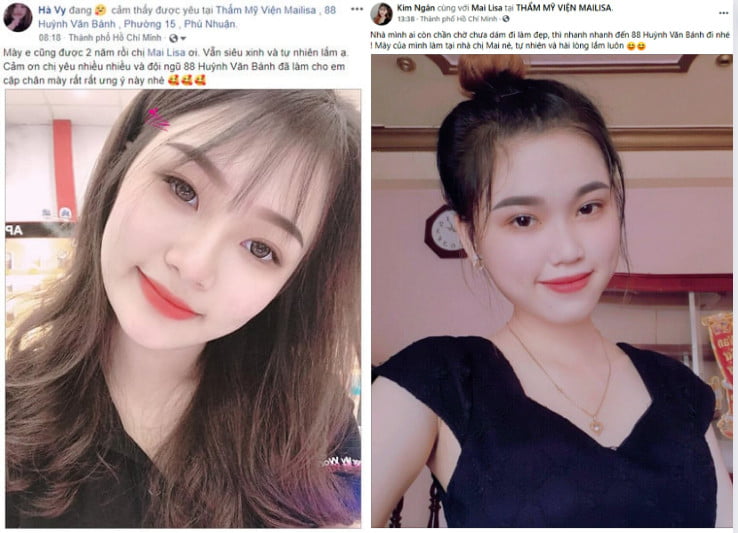 Hà Vy đang 🥰 cảm thấy được yêu tại Thẩm Mỹ Viện Mailisa , 88
Huỳnh Văn Bánh , Phường 15 , Phú Nhuận.
08:18 · Thành phố Hồ Chí Minh ·
Mày e cũng được 2 năm rồi chị Mai Lisa ơi. Vẫn siêu xinh và tự nhiên lắm ạ.
Cảm ơn chị yêu nhiều nhiều và đội ngũ 88 Huỳnh Văn Bánh đã làm cho em
cặp chân mày rất rất ưng ý này nhé 🥰🥰🥰
Kim Ngân cùng với Mai Lisa tại THẨM MỸ VIỆN MAILISA.
13:38 · Thành phố Hồ Chí Minh ·
Nhà mình ai còn chần chờ chưa dám đi làm đẹp, thì nhanh nhanh đến 88 Huỳnh Văn Bánh đi nhé
! Mày của mình làm tại nhà chị Mai nè, tự nhiên và hài lòng lắm luôn 😄😄